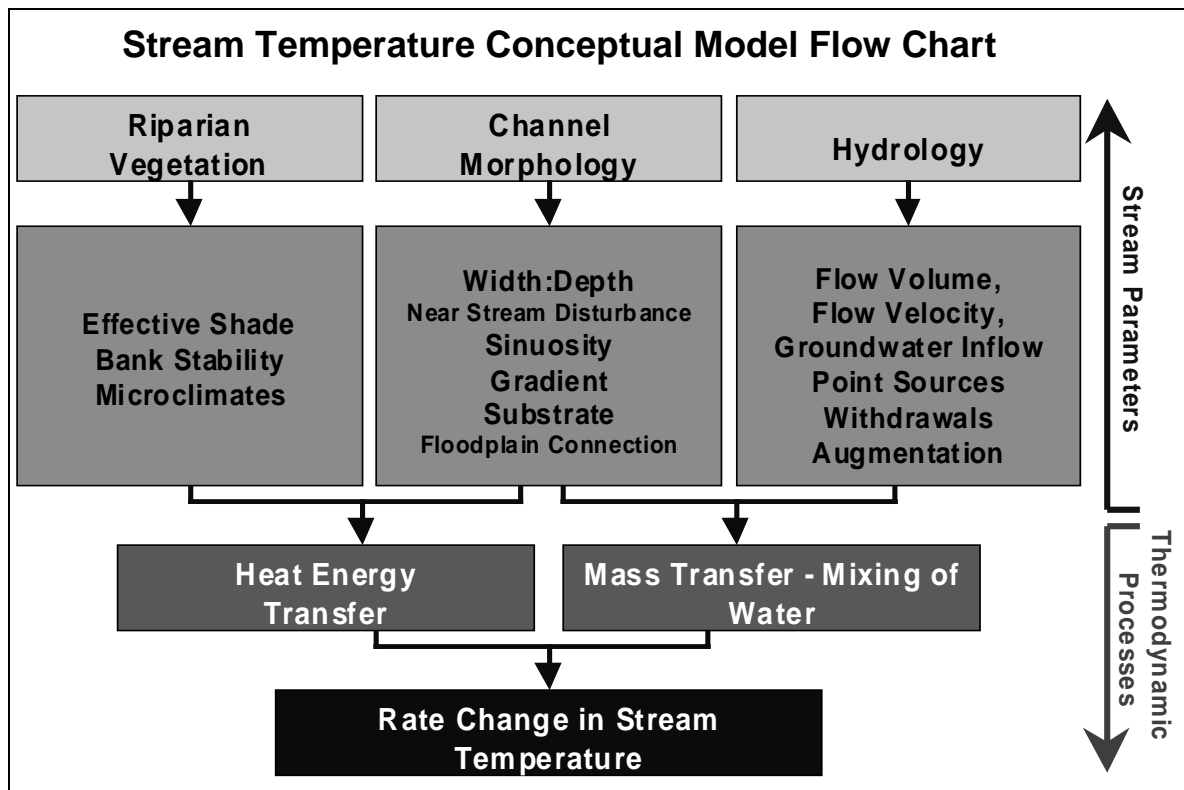 Stream Temperature Conceptual Model Flow Chart
Riparian
Vegetation
Channel
Morphology
Hydrology
Effective Shade
Bank Stability
Microclimates
Width:Depth
Near Stream Disturbance
Sinuosity
Gradient
Substrate
Floodplain Connection
Flow Volume,
Flow Velocity,
Groundwater Inflow
Point Sources
Withdrawals
Augmentation
Stream Parameters
Heat Energy
Transfer
Mass Transfer - Mixing of
Water
Thermodynamic
Processes
Rate Change in Stream
Temperature